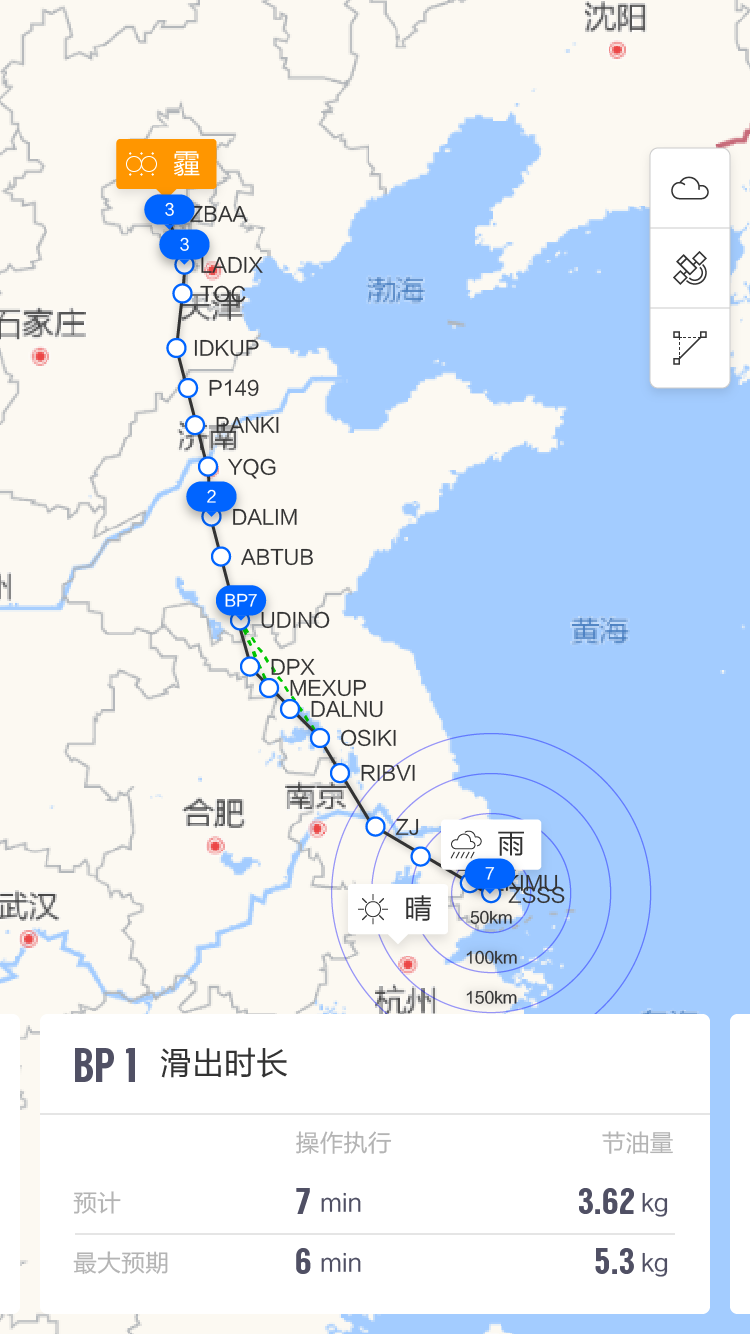 沈阳
霾
3
ZBAA
3
LADIX
TOC
天津
渤海
石家庄
IDKUP
P149
PANKI
济南
YQG
2
DALIM
ABTUB
州
BP7
UDINO
黄海
DPX
MEXUP
DALNU
OSIKI
RIBVI
南京
合肥
ZJ
雨
7
ZSSS
武汉
晴
50km
100km
150km
杭州
BP 1 滑出时长
操作执行 节油量
预计 7 min 3.62 kg
最大预期 6 min 5.3 kg